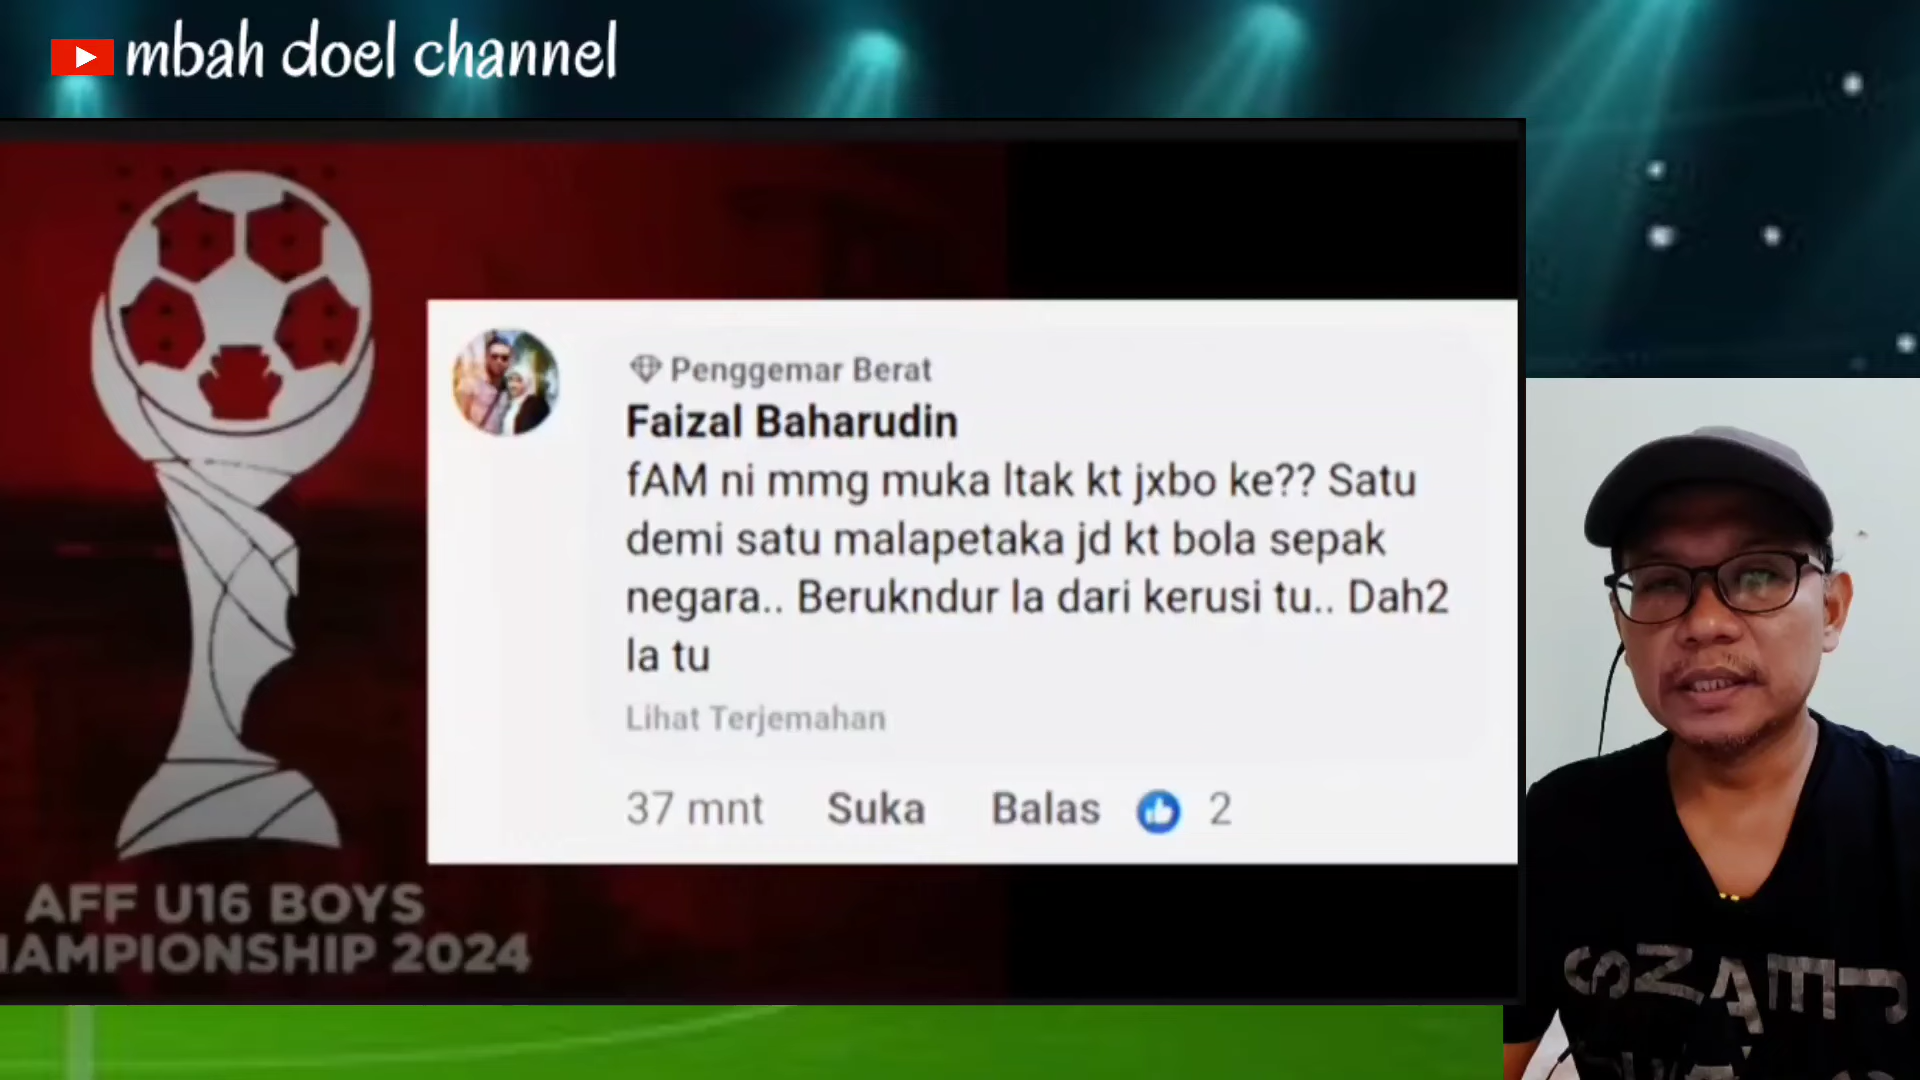 mbah doel channel
Penggemar Berat
Faizal Baharudin
fAM ni mmg muka ltak kt jxbo ke?? Satu
demi satu malapetaka jd kt bola sepak
negara.. Berukndur la dari kerusi tu.. Dah2
la tu
Lihat Terjemahan
37 mnt Suka Balas 2
AFF U16 BOYS
HAMPIONSHIP 2024